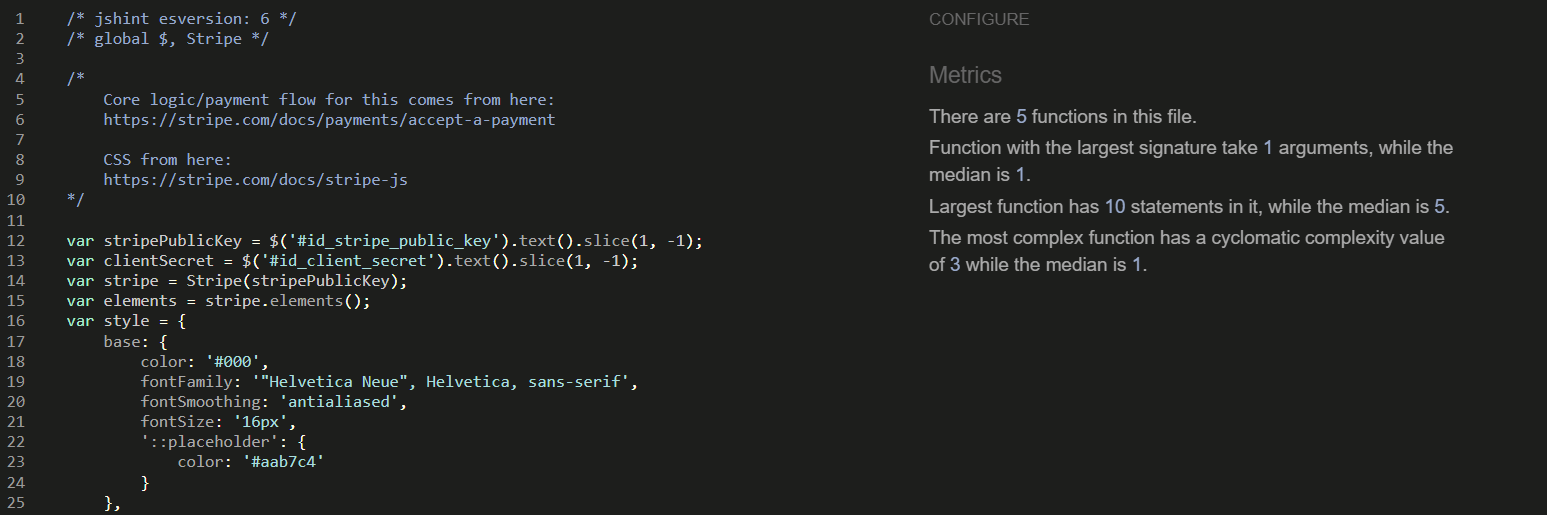 1 /* jshint esversion: 6 */
2 /* global $, Stripe */
3
4 /*
5 Core logic/payment flow for this comes from here:
6 https://stripe.com/docs/payments/accept-a-payment
7
8 CSS from here:
9 https://stripe.com/docs/stripe-js
10 */
11
12 var stripePublicKey = $('#id_stripe_public_key').text().slice(1, -1);
13 var clientSecret = $('#id_client_secret').text().slice(1, -1);
14 var stripe = Stripe(stripePublicKey);
15 var elements = stripe.elements();
16 var style = {
17 base: {
18 color: '#000',
19 fontFamily: '"Helvetica Neue", Helvetica, sans-serif',
20 fontSmoothing: 'antialiased',
21 fontSize: '16px',
22 '::placeholder': {
23 color: '#aab7c4'
24 }
25 },
CONFIGURE
Metrics
There are 5 functions in this file.
Function with the largest signature take 1 arguments, while the
median is 1.
Largest function has 10 statements in it, while the median is 5.
The most complex function has a cyclomatic complexity value
of 3 while the median is 1.